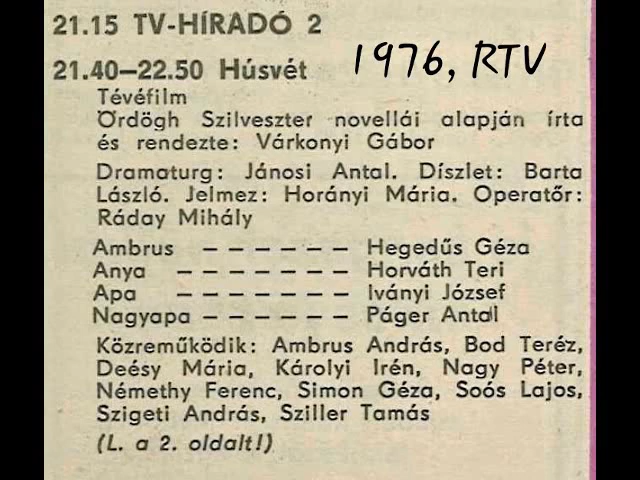 21.15 TV-HÍRADÓ 2
21.40—22.50 Húsvét
1976, RTV
Tévéfilm
Ördögh Szilveszter novellái alapján írta
és rendezte: Várkonyi Gábor
Dramaturg: Jánosi Antal. Díszlet: Barta
László. Jelmez: Horányi Mária. Operatőr:
Ráday Mihály
Ambrus — — — — — — Hegedűs Géza
Anya — — — — — — — Horváth Teri
Apa — — — — — — — Iványi József
Nagyapa — — — — — — Páger Antal
Közreműködik: Ambrus András, Bod Teréz,
Deésy Mária, Károlyi Irén, Nagy Péter,
Némethy Ferenc, Simon Géza, Soós Lajos,
Szigeti András, Sziller Tamás
(L. a 2. oldalt!)